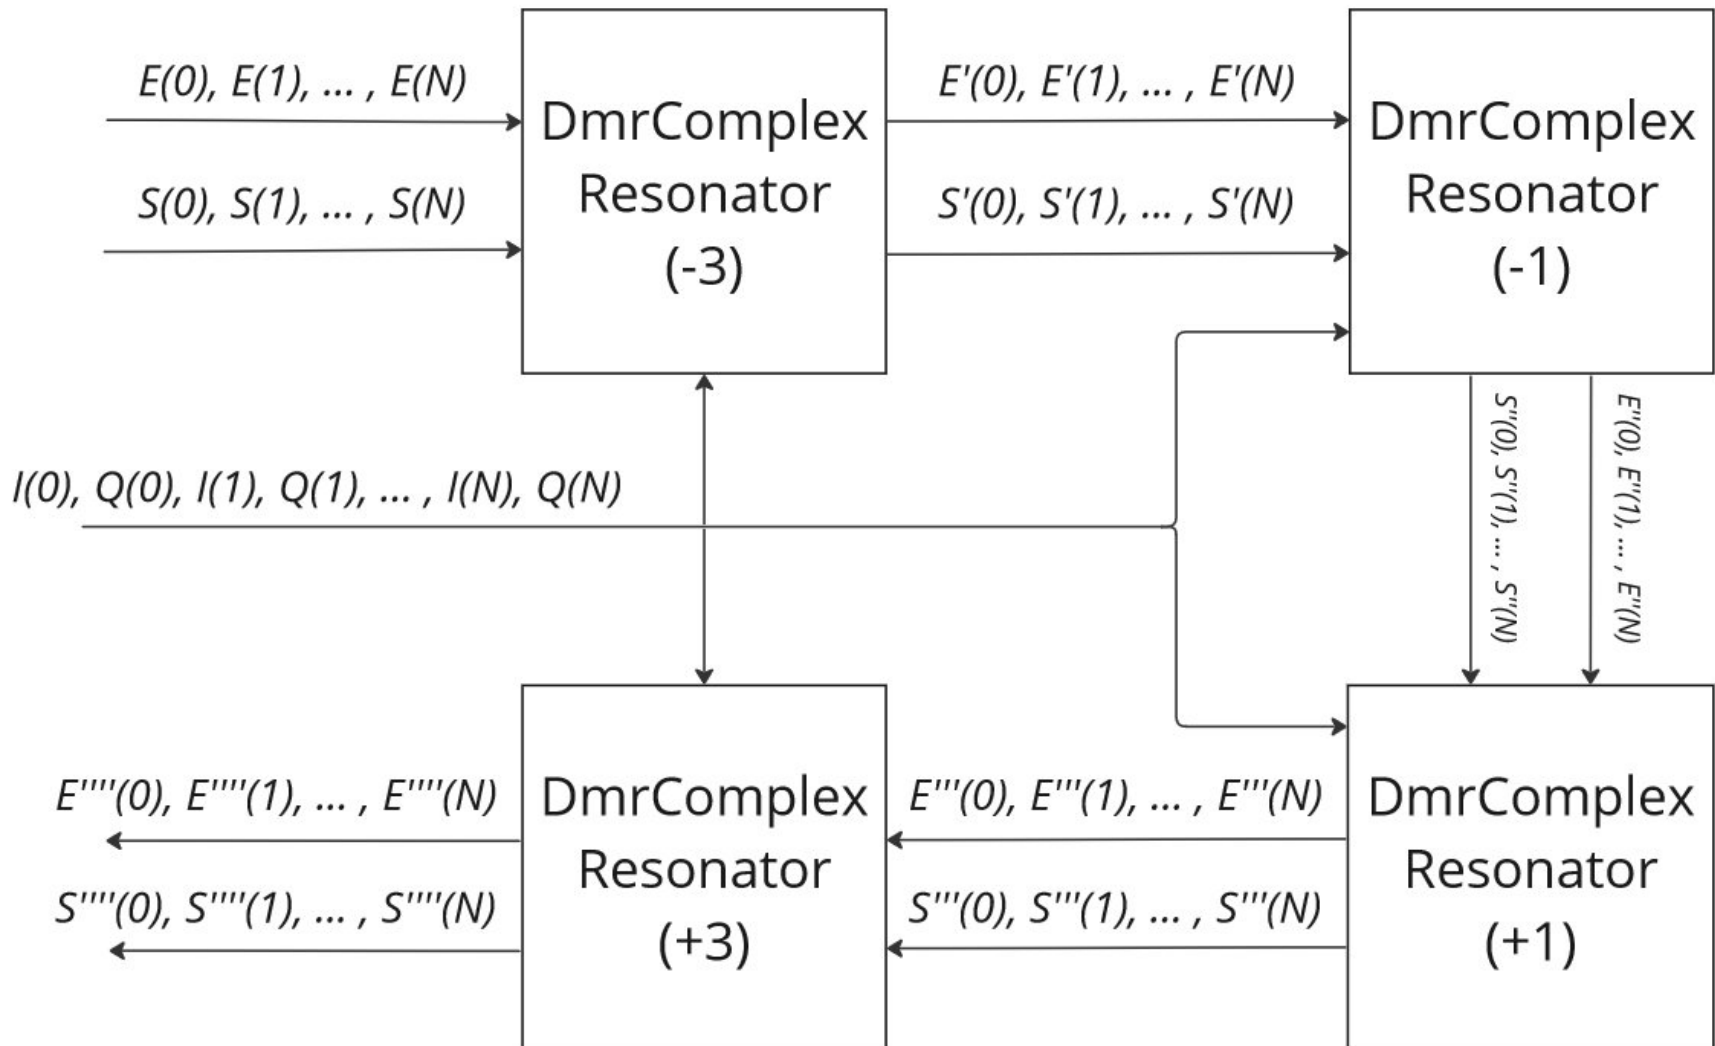 E(0), E(1), ... , E(N)
S(0), S(1), ... , S(N)
DmrComplex
Resonator
(-3)
E'(0), E'(1), ... , E'(N)
S'(0), S'(1), ... , S'(N)
DmrComplex
Resonator
(-1)
I(0), Q(0), I(1), Q(1), ... , I(N), Q(N)
S''(0), S''(1), ... , S''(N)
E''(0), E''(1), ... , E''(N)
E''''(0), E''''(1), ... , E''''(N)
S''''(0), S''''(1), ... , S''''(N)
DmrComplex
Resonator
(+3)
E'''(0), E'''(1), ... , E'''(N)
S'''(0), S'''(1), ... , S'''(N)
DmrComplex
Resonator
(+1)